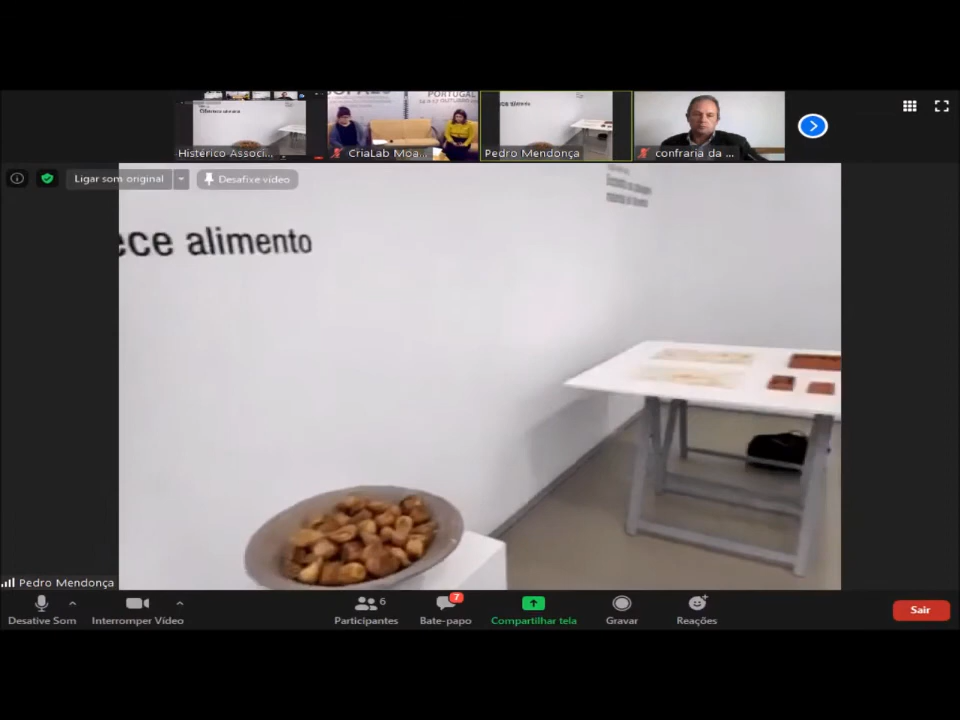 PORTUGAL
Histérico Associ...
CriaLab Moa...
Pedro Mendonça
confraria da ...
Ligar som original
Desafixe vídeo
ece alimento
Pedro Mendonça
Desative Som
Interromper Vídeo
6
Participantes
7
Bate-papo
Compartilhar tela
Gravar
Reações
Sair